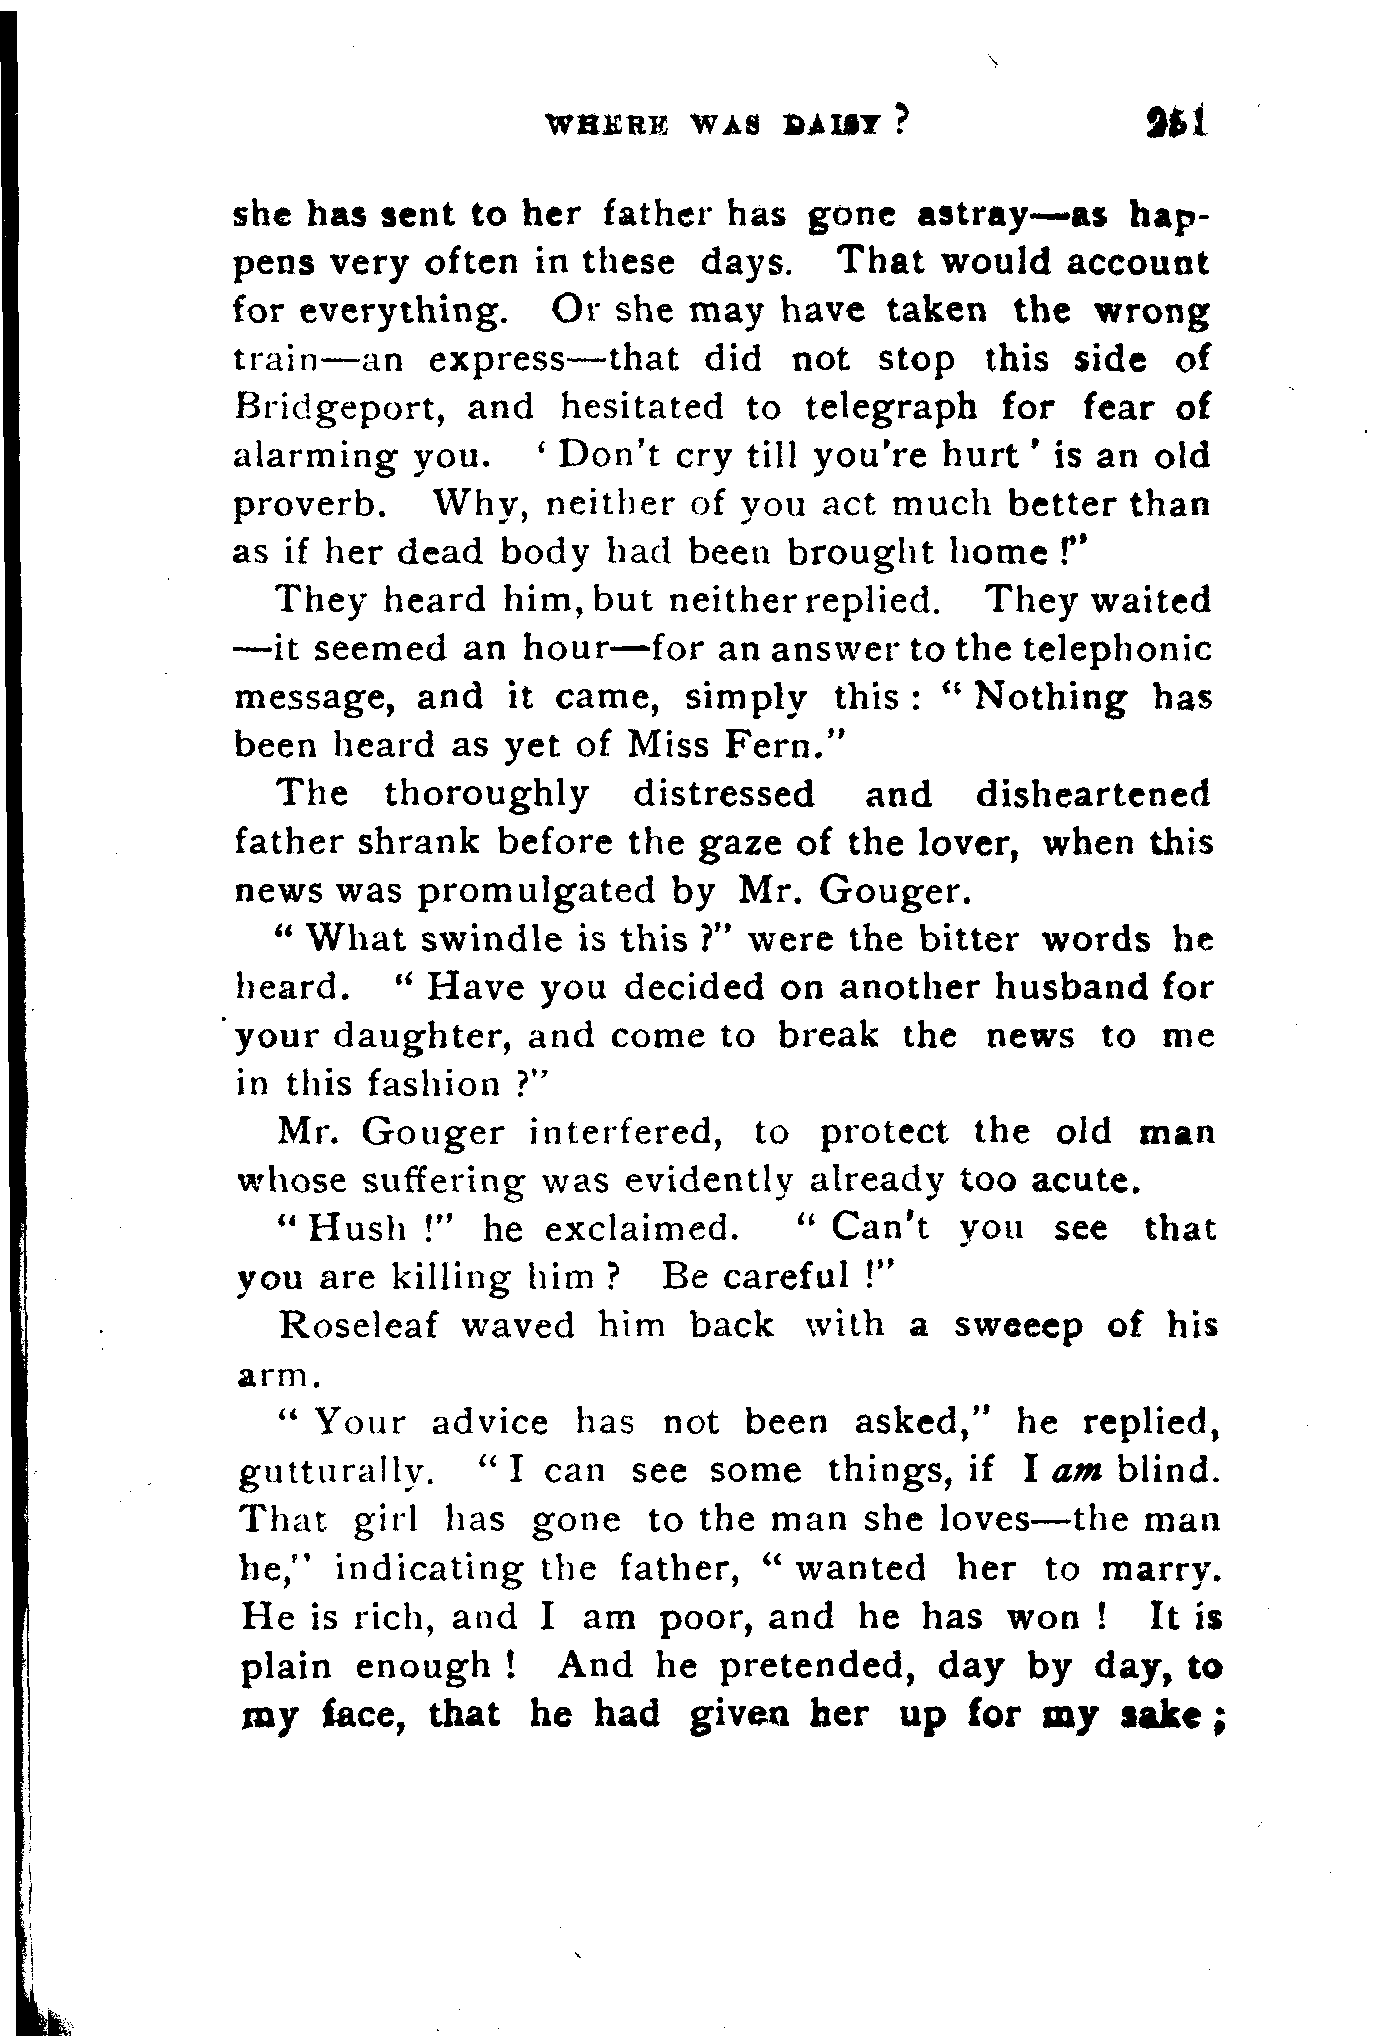 WHERE WAS DAISY ? 251
she has sent to her father has gone astray—as hap-
pens very often in these days. That would account
for everything. Or she may have taken the wrong
train—an express—that did not stop this side of
Bridgeport, and hesitated to telegraph for fear of
alarming you. ‘ Don't cry till you're hurt ’ is an old
proverb. Why, neither of you act much better than
as if her dead body had been brought home !”
They heard him, but neither replied. They waited
—it seemed an hour—for an answer to the telephonic
message, and it came, simply this : “ Nothing has
been heard as yet of Miss Fern.”
The thoroughly distressed and disheartened
father shrank before the gaze of the lover, when this
news was promulgated by Mr. Gouger.
“ What swindle is this ?” were the bitter words he
heard. “ Have you decided on another husband for
your daughter, and come to break the news to me
in this fashion ?”
Mr. Gouger interfered, to protect the old man
whose suffering was evidently already too acute.
“ Hush !” he exclaimed. “ Can't you see that
you are killing him ? Be careful !”
Roseleaf waved him back with a sweeep of his
arm.
“ Your advice has not been asked,” he replied,
gutturally. “ I can see some things, if I am blind.
That girl has gone to the man she loves—the man
he,” indicating the father, “ wanted her to marry.
He is rich, and I am poor, and he has won ! It is
plain enough ! And he pretended, day by day, to
my face, that he had given her up for my sake ;